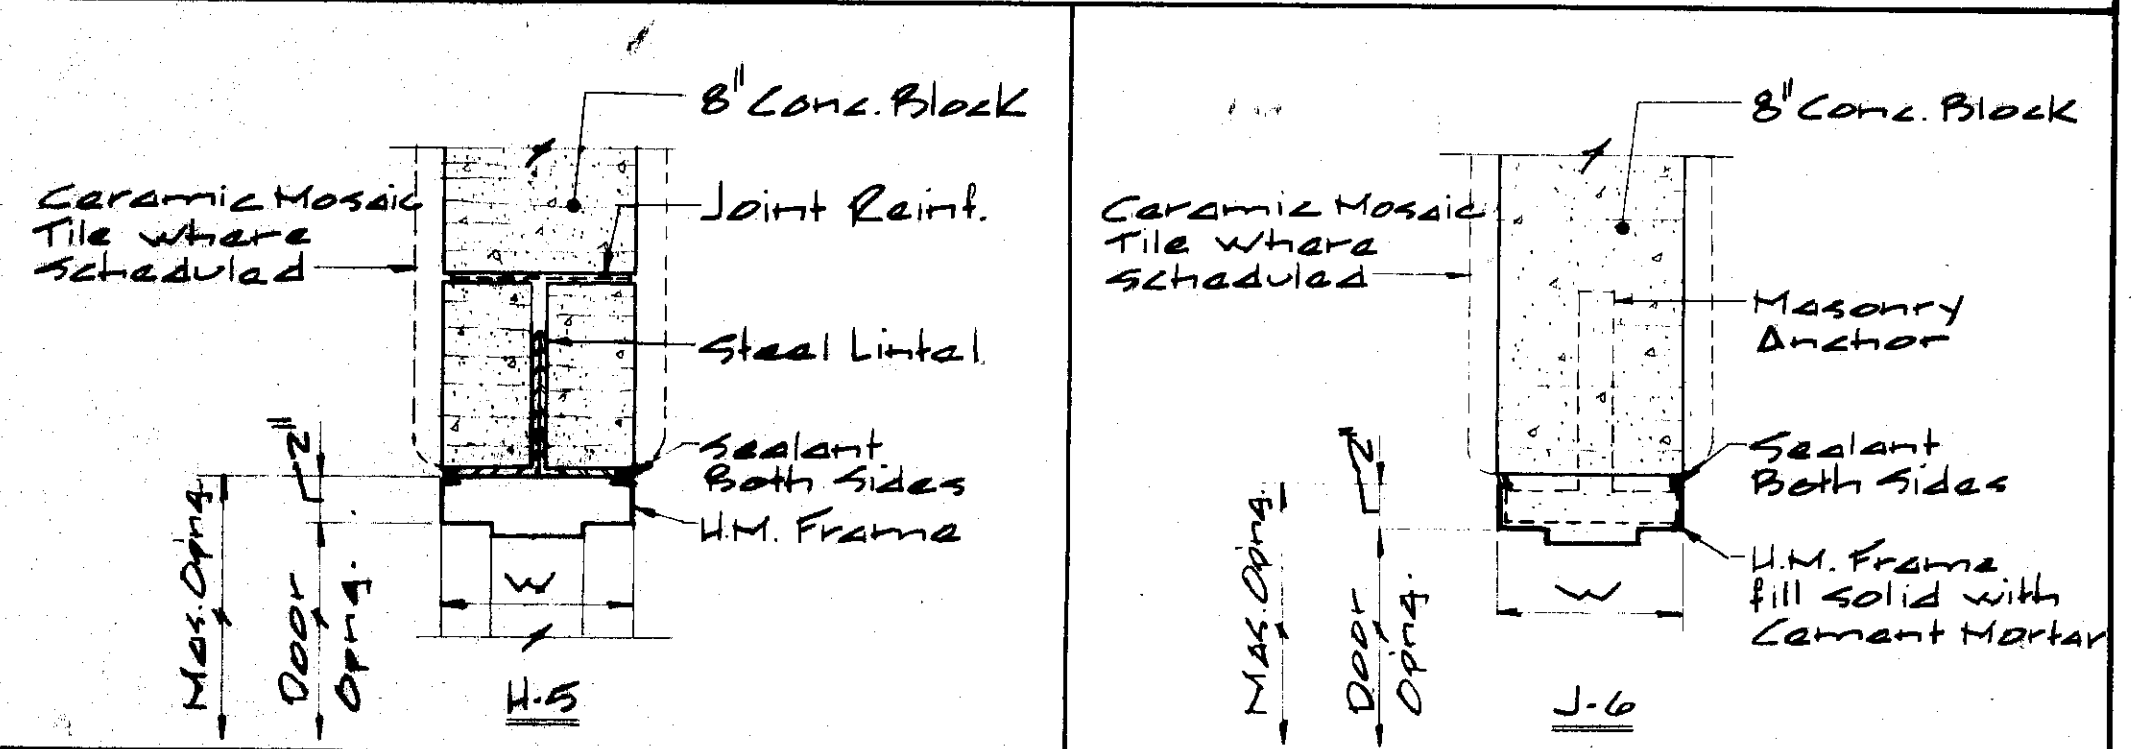 8" Conc. Block
Ceramic Mosaic
Tile where
scheduled
Joint Reinf.
Steel Lintel
2"
Sealant
Both Sides
H.M. Frame
Mas. Opng.
Door
Opng.
W
H-5
8" Conc. Block
Ceramic Mosaic
Tile where
scheduled
Masonry
Anchor
2"
Sealant
Both Sides
H.M. Frame
fill solid with
Cement Mortar
Mas. Opng.
Door
Opng.
W
J-6